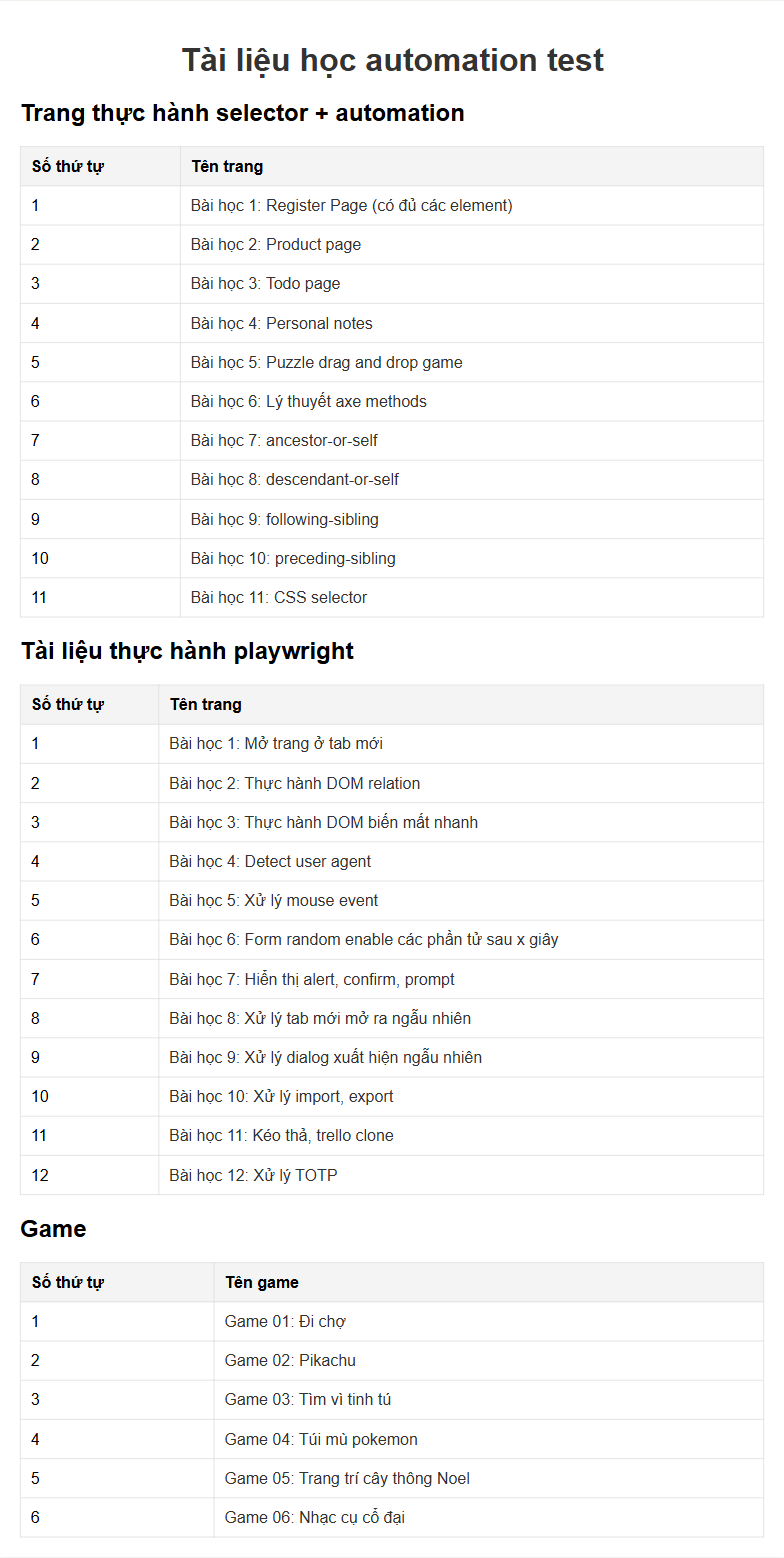 Tài liệu học automation test
Trang thực hành selector + automation
Số thứ tự Tên trang
1 Bài học 1: Register Page (có đủ các element)
2 Bài học 2: Product page
3 Bài học 3: Todo page
4 Bài học 4: Personal notes
5 Bài học 5: Puzzle drag and drop game
6 Bài học 6: Lý thuyết axe methods
7 Bài học 7: ancestor-or-self
8 Bài học 8: descendant-or-self
9 Bài học 9: following-sibling
10 Bài học 10: preceding-sibling
11 Bài học 11: CSS selector
Tài liệu thực hành playwright
Số thứ tự Tên trang
1 Bài học 1: Mở trang ở tab mới
2 Bài học 2: Thực hành DOM relation
3 Bài học 3: Thực hành DOM biến mất nhanh
4 Bài học 4: Detect user agent
5 Bài học 5: Xử lý mouse event
6 Bài học 6: Form random enable các phần tử sau x giây
7 Bài học 7: Hiển thị alert, confirm, prompt
8 Bài học 8: Xử lý tab mới mở ra ngẫu nhiên
9 Bài học 9: Xử lý dialog xuất hiện ngẫu nhiên
10 Bài học 10: Xử lý import, export
11 Bài học 11: Kéo thả, trello clone
12 Bài học 12: Xử lý TOTP
Game
Số thứ tự Tên game
1 Game 01: Đi chợ
2 Game 02: Pikachu
3 Game 03: Tìm vì tinh tú
4 Game 04: Túi mù pokemon
5 Game 05: Trang trí cây thông Noel
6 Game 06: Nhạc cụ cổ đại